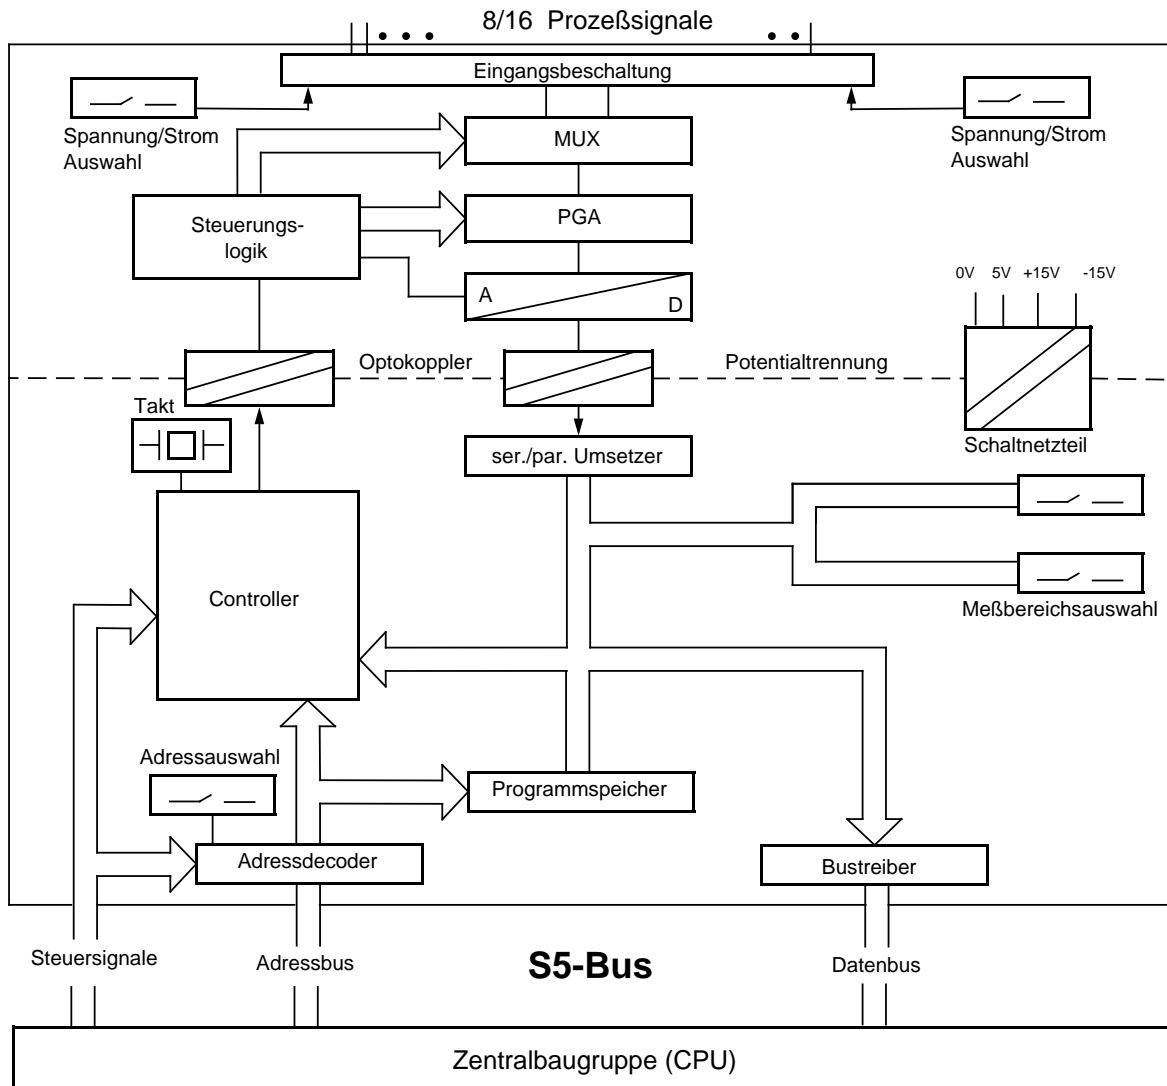 8/16 Prozeßsignale
Eingangsbeschaltung
Spannung/Strom
Auswahl
MUX
Spannung/Strom
Auswahl
Steuerungs-
logik
PGA
A
D
0V 5V +15V -15V
Optokoppler
Potentialtrennung
Takt
ser./par. Umsetzer
Schaltnetzteil
Controller
Meßbereichsauswahl
Adressauswahl
Programmspeicher
Adressdecoder
Bustreiber
Steuersignale
Adressbus
S5-Bus
Datenbus
Zentralbaugruppe (CPU)